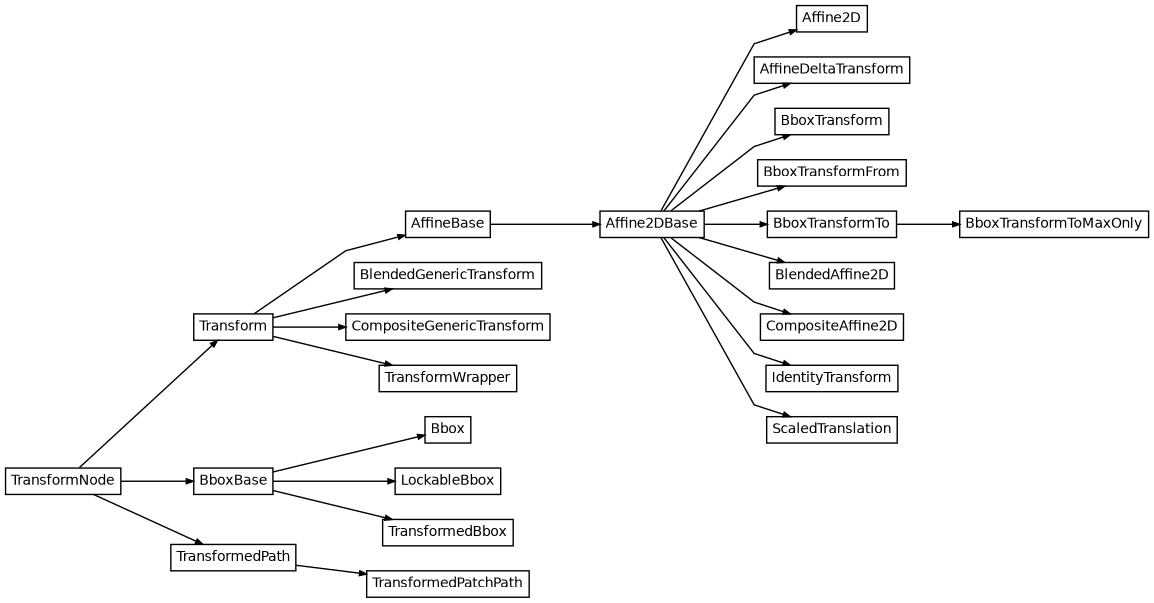 Affine2D
AffineDeltaTransform
BboxTransform
BboxTransformFrom
AffineBase
Affine2DBase
BboxTransformTo
BboxTransformToMaxOnly
BlendedGenericTransform
BlendedAffine2D
Transform
CompositeGenericTransform
CompositeAffine2D
TransformWrapper
IdentityTransform
Bbox
ScaledTranslation
TransformNode
BboxBase
LockableBbox
TransformedBbox
TransformedPath
TransformedPatchPath